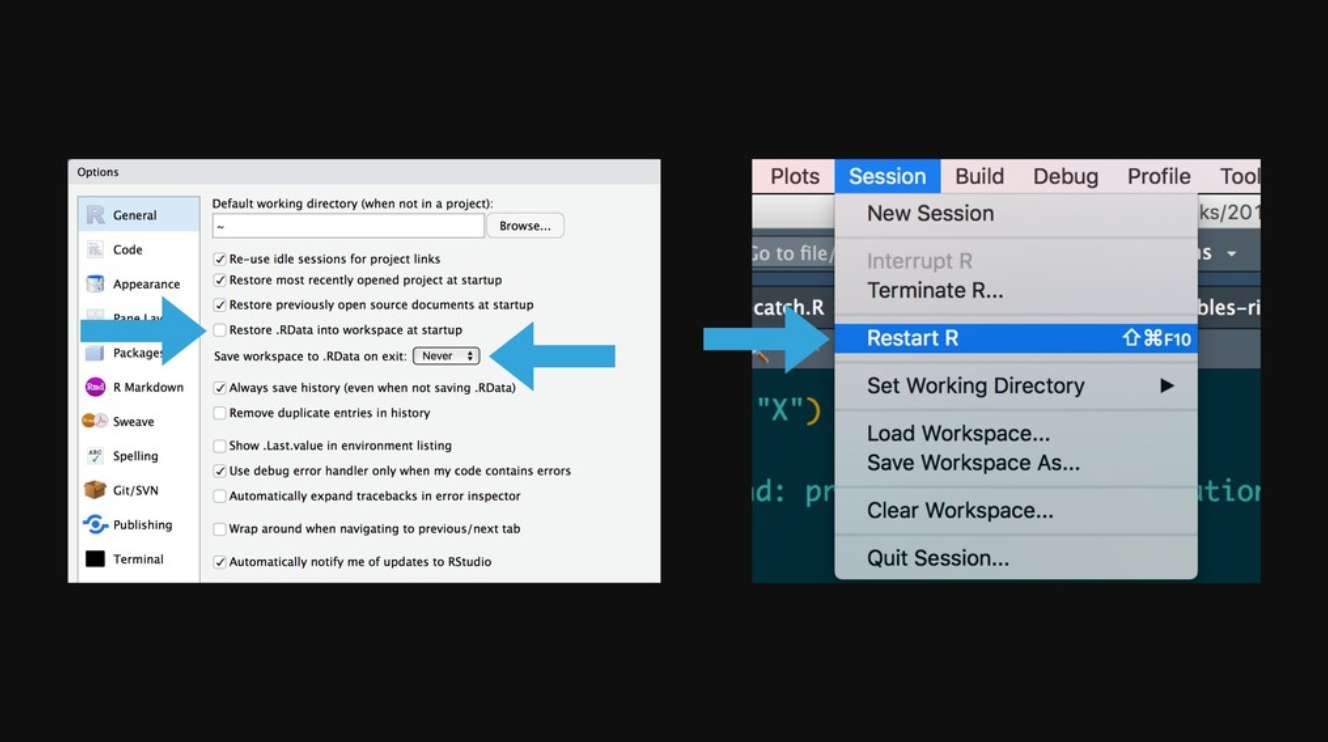 Options
General
Code
Appearance
Packages
R Markdown
Sweave
Spelling
Git/SVN
Publishing
Terminal
Default working directory (when not in a project):
~
Browse...
Re-use idle sessions for project links
Restore most recently opened project at startup
Restore previously open source documents at startup
Restore .RData into workspace at startup
Save workspace to .RData on exit: Never
Always save history (even when not saving .RData)
Remove duplicate entries in history
Show .Last.value in environment listing
Use debug error handler only when my code contains errors
Automatically expand tracebacks in error inspector
Wrap around when navigating to previous/next tab
Automatically notify me of updates to RStudio
Plots Session Build Debug Profile Tool
New Session
ks/201
Go to file/
Interrupt R
Terminate R...
catch.R
bles-ri
Restart R ⇧⌘F10
Set Working Directory
"X")
Load Workspace...
Save Workspace As...
d: pr
ution
Clear Workspace...
Quit Session...